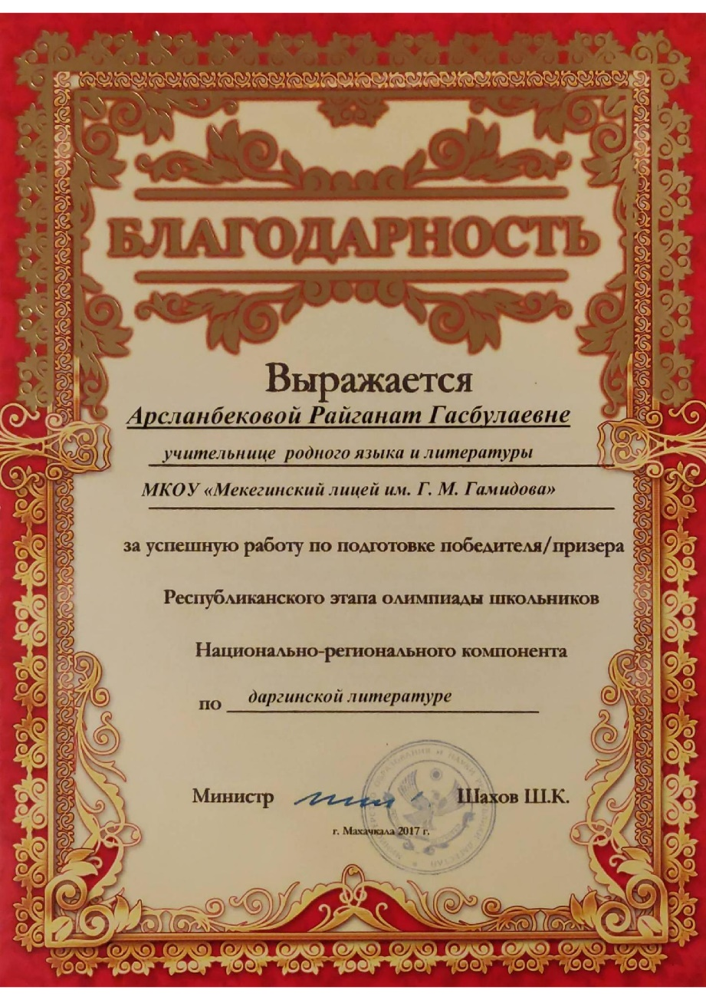 БЛАГОДАРНОСТЬ
Выражается
Арсланбековой Райганат Гасбулаевне
учительнице родного языка и литературы
МКОУ «Мекегинский лицей им. Г. М. Гамидова»
за успешную работу по подготовке победителя/призера
Республиканского этапа олимпиады школьников
Национально-регионального компонента
по даргинской литературе
Министр Шахов Ш.К.
г. Махачкала 2017 г.